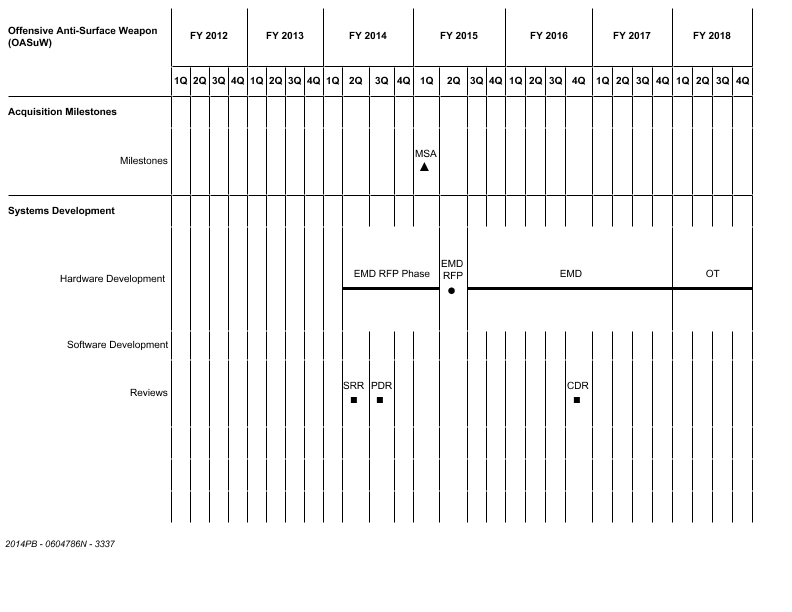 Offensive Anti-Surface Weapon
(OASuW)
FY 2012 FY 2013 FY 2014 FY 2015 FY 2016 FY 2017 FY 2018
1Q 2Q 3Q 4Q 1Q 2Q 3Q 4Q 1Q 2Q 3Q 4Q 1Q 2Q 3Q 4Q 1Q 2Q 3Q 4Q 1Q 2Q 3Q 4Q 1Q 2Q 3Q 4Q
Acquisition Milestones
Milestones
MSA
Systems Development
Hardware Development
EMD RFP Phase
EMD
RFP
EMD
OT
Software Development
Reviews
SRR
PDR
CDR
2014PB - 0604786N - 3337